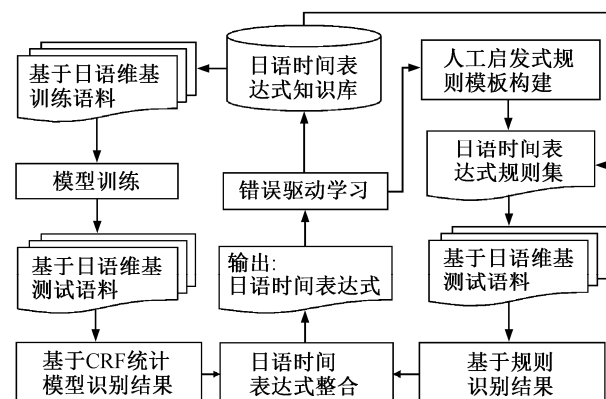 基于日语维基
训练语料
模型训练
基于日语维基
测试语料
基于CRF统计
模型识别结果
日语时间表
达式知识库
错误驱动学习
输出:
日语时间表达式
日语时间
表达式整合
人工启发式规
则模板构建
日语时间表
达式规则集
基于日语维基
测试语料
基于规则
识别结果